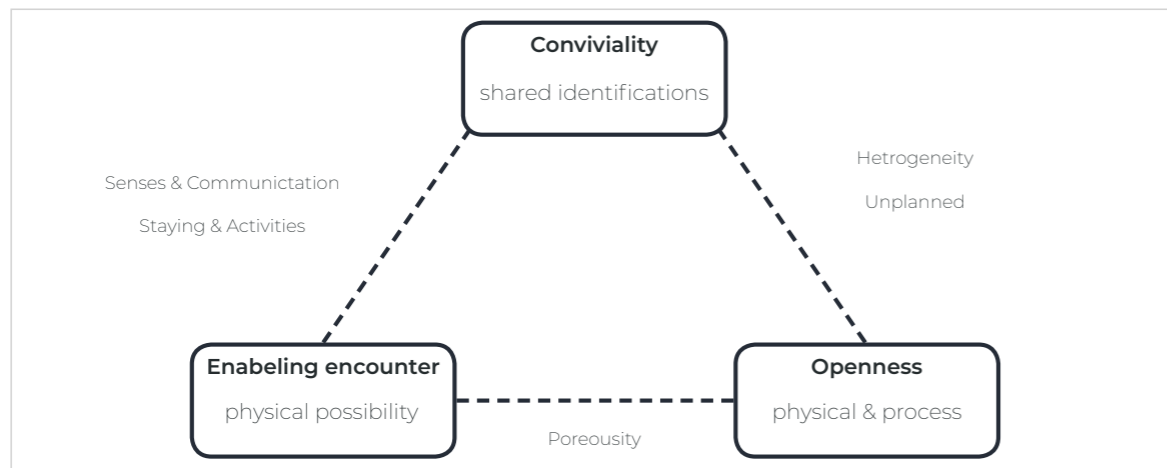 Conviviality
shared identifications
Hetrogeneity
Senses & Communictation
Unplanned
Staying & Activities
Enabeling encounter
Openness
physical possibility
physical & process
Poreousity